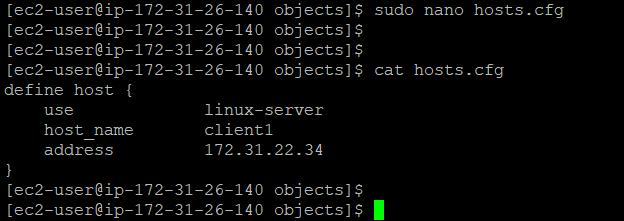 [ec2-user@ip-172-31-26-140 objects]$ sudo nano hosts.cfg
[ec2-user@ip-172-31-26-140 objects]$
[ec2-user@ip-172-31-26-140 objects]$
[ec2-user@ip-172-31-26-140 objects]$ cat hosts.cfg
define host {
    use             linux-server
    host_name       client1
    address         172.31.22.34
}
[ec2-user@ip-172-31-26-140 objects]$
[ec2-user@ip-172-31-26-140 objects]$